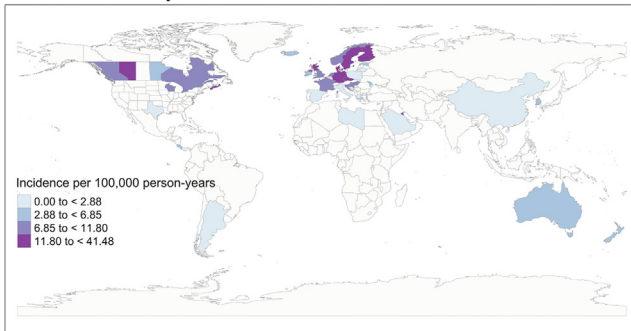 Incidence per 100,000 person-years
0.00 to < 2.88
2.88 to < 6.85
6.85 to < 11.80
11.80 to < 41.48